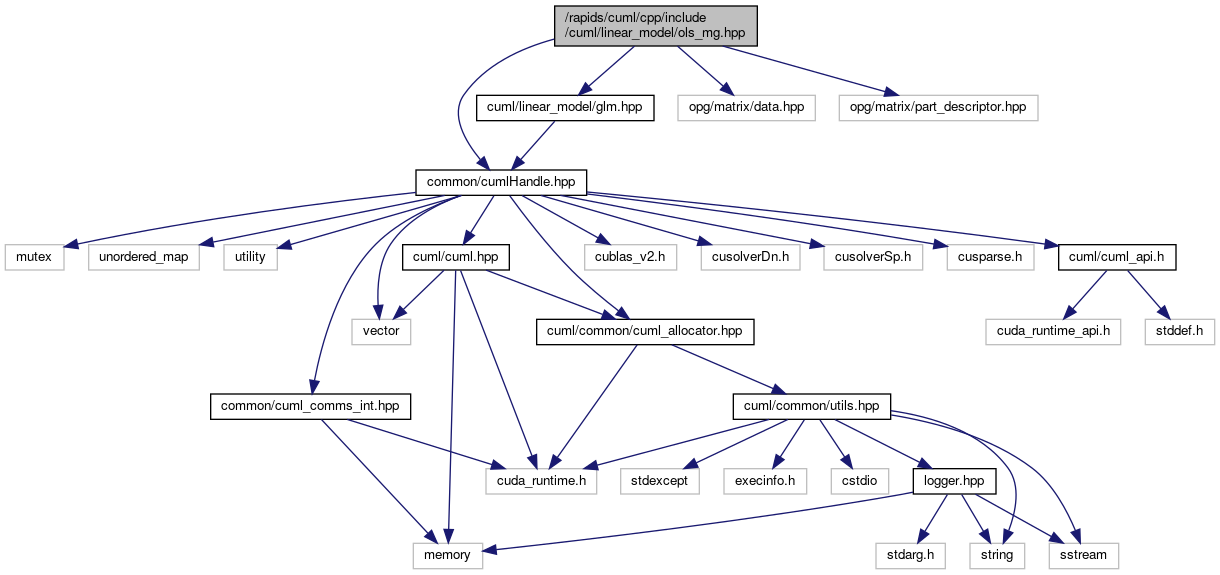 /rapids/cuml/cpp/include
/cuml/linear_model/ols_mg.hpp
cuml/linear_model/glm.hpp
opg/matrix/data.hpp
opg/matrix/part_descriptor.hpp
common/cumlHandle.hpp
mutex
unordered_map
utility
cuml/cuml.hpp
cublas_v2.h
cusolverDn.h
cusolverSp.h
cusparse.h
cuml/cuml_api.h
vector
cuml/common/cuml_allocator.hpp
cuda_runtime_api.h
stddef.h
common/cuml_comms_int.hpp
cuml/common/utils.hpp
cuda_runtime.h
stdexcept
execinfo.h
cstdio
logger.hpp
memory
stdarg.h
string
sstream